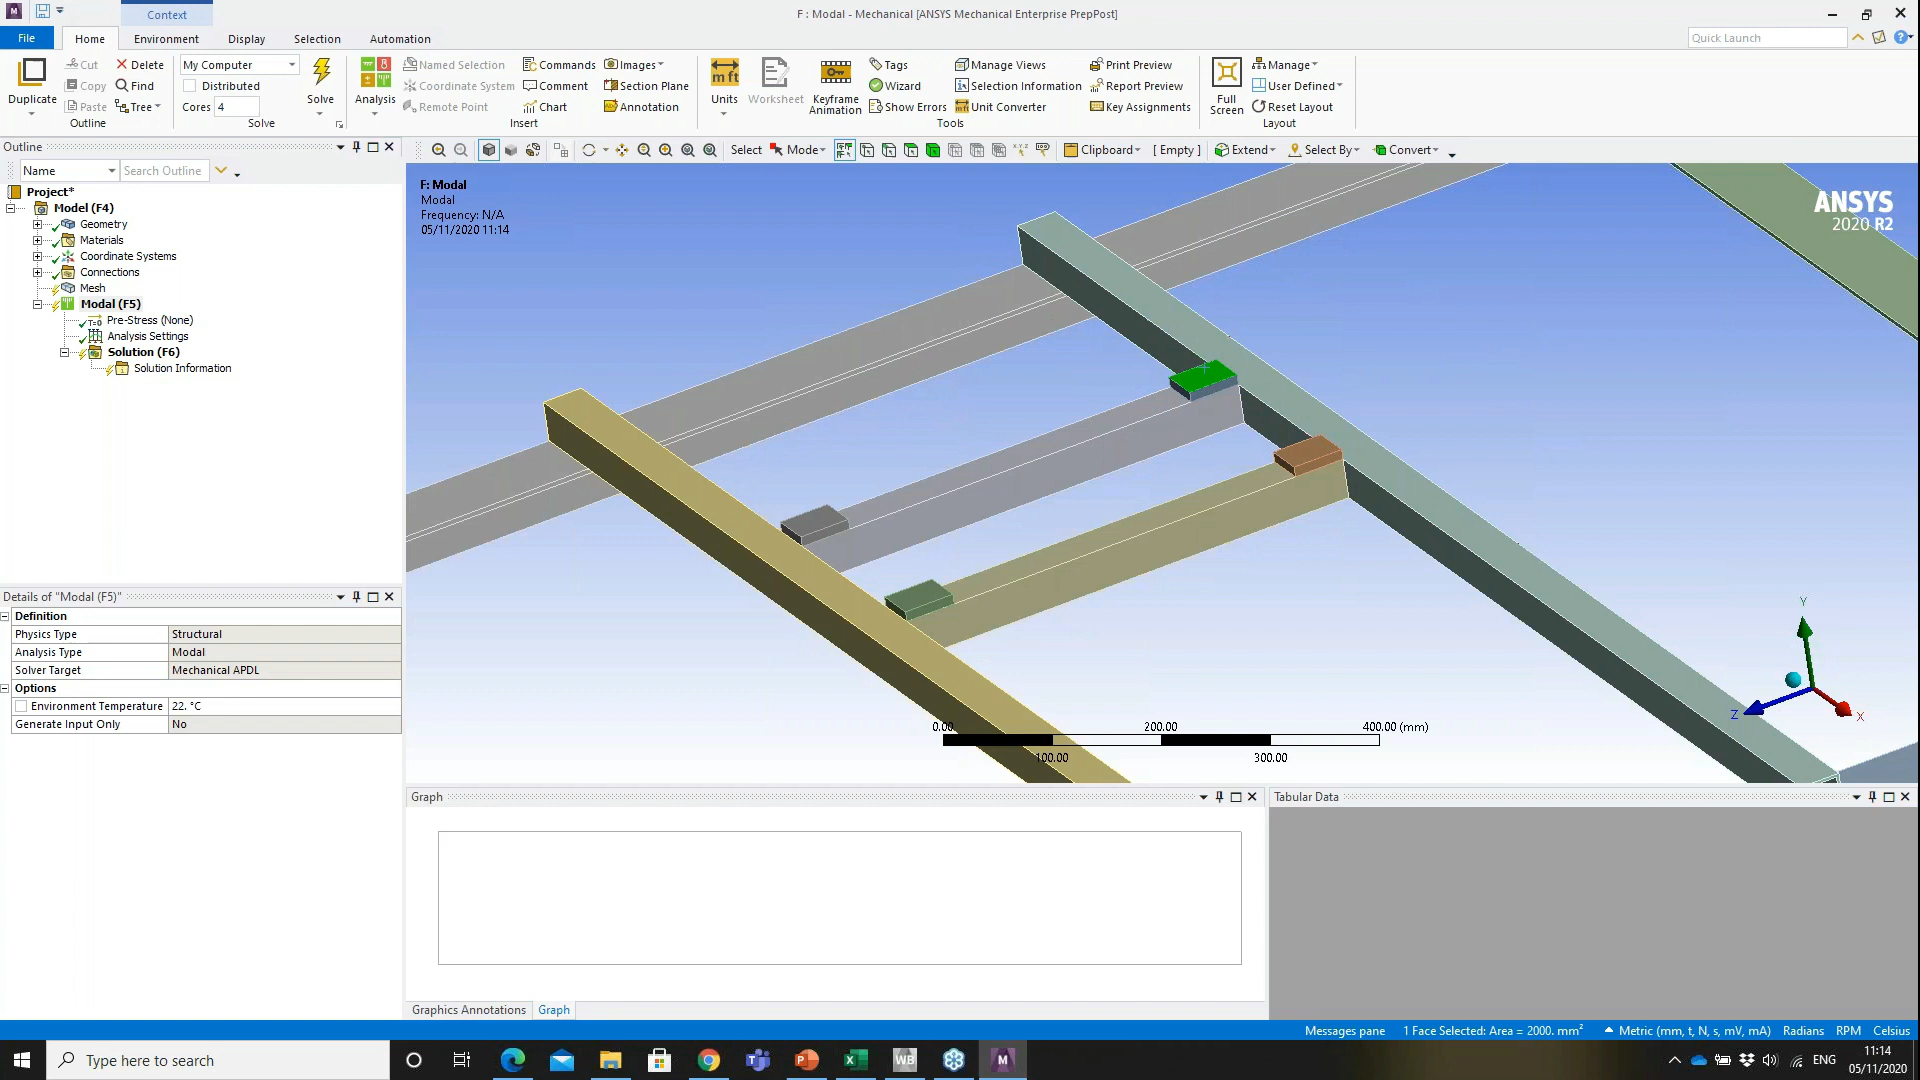 Context
F : Modal - Mechanical [ANSYS Mechanical Enterprise PrepPost]
File
Home
Environment
Display
Selection
Automation
Quick Launch
Duplicate
Cut
Delete
Copy
Find
Paste
Tree
Outline
My Computer
Distributed
Cores 4
Solve
Solve
Analysis
Named Selection
Coordinate System
Remote Point
Commands
Comment
Chart
Images
Section Plane
Annotation
Insert
Units
Worksheet
Keyframe
Animation
Tags
Wizard
Show Errors
Manage Views
Selection Information
Unit Converter
Print Preview
Report Preview
Key Assignments
Tools
Full
Screen
Manage
User Defined
Reset Layout
Layout
Outline
Name
Search Outline
Select
Mode
Clipboard
[ Empty ]
Extend
Select By
Convert
Project*
Model (F4)
Geometry
Materials
Coordinate Systems
Connections
Mesh
Modal (F5)
Pre-Stress (None)
Analysis Settings
Solution (F6)
Solution Information
F: Modal
Modal
Frequency: N/A
05/11/2020 11:14
ANSYS
2020 R2
Y
Z
X
0.00
200.00
400.00 (mm)
100.00
300.00
Details of "Modal (F5)"
Definition
Physics Type Structural
Analysis Type Modal
Solver Target Mechanical APDL
Options
Environment Temperature 22. °C
Generate Input Only No
Graph
Tabular Data
Graphics Annotations
Graph
Messages pane
1 Face Selected: Area = 2000. mm²
Metric (mm, t, N, s, mV, mA)
Radians
RPM
Celsius
Type here to search
ENG
11:14
05/11/2020